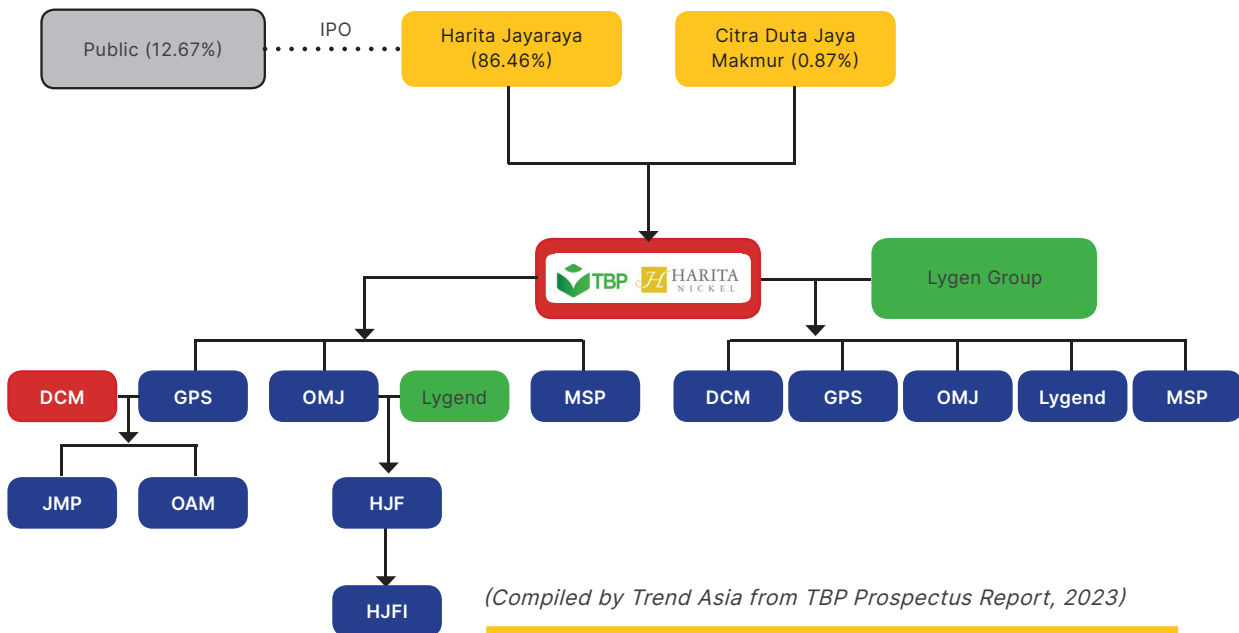 Public (12.67%)
IPO
Harita Jayaraya
(86.46%)
Citra Duta Jaya
Makmur (0.87%)
TBP
H HARITA
NICKEL
Lygen Group
DCM
GPS
OMJ
Lygend
MSP
DCM
GPS
OMJ
Lygend
MSP
JMP
OAM
HJF
HJFI
(Compiled by Trend Asia from TBP Prospectus Report, 2023)